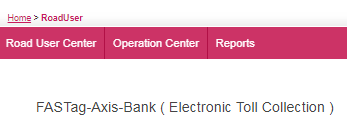 Home > RoadUser
Road User Center Operation Center Reports
FASTag-Axis-Bank ( Electronic Toll Collection )